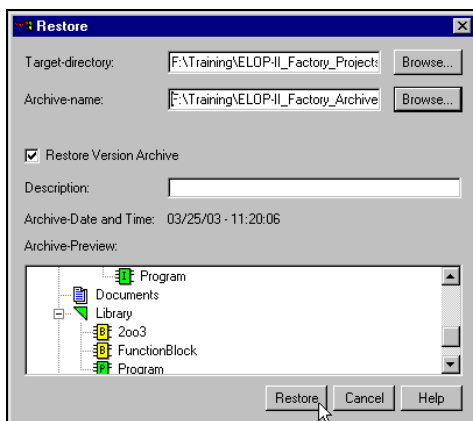 Restore
Target-directory: F:\Training\ELOP-II_Factory_Projects Browse...
Archive-name: F:\Training\ELOP-II_Factory_Archive Browse...
Restore Version Archive
Description:
Archive-Date and Time: 03/25/03 - 11:20:06
Archive-Preview:
I Program
Documents
Library
B 2oo3
B FunctionBlock
P Program
Restore Cancel Help